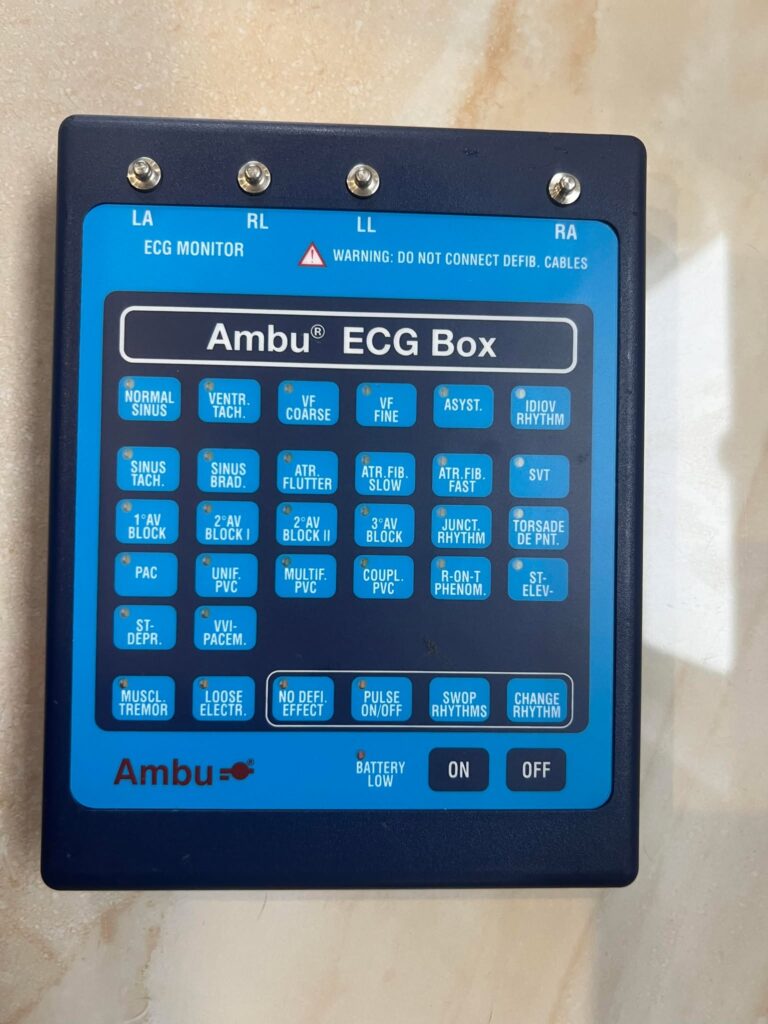 LA RL LL RA
ECG MONITOR
WARNING: DO NOT CONNECT DEFIB. CABLES
Ambu® ECG Box
NORMAL
SINUS
VENTR.
TACH.
VF
COARSE
VF
FINE
ASYST.
IDIOV
RHYTHM
SINUS
TACH.
SINUS
BRAD.
ATR.
FLUTTER
ATR.FIB.
SLOW
ATR.FIB.
FAST
SVT
1°AV
BLOCK
2°AV
BLOCK I
2°AV
BLOCK II
3°AV
BLOCK
JUNCT.
RHYTHM
TORSADE
DE PNT.
PAC
UNIF.
PVC
MULTIF.
PVC
COUPL.
PVC
R-ON-T
PHENOM.
ST-
ELEV-
ST-
DEPR.
VVI-
PACEM.
MUSCL.
TREMOR
LOOSE
ELECTR.
NO DEFI.
EFFECT
PULSE
ON/OFF
SWOP
RHYTHMS
CHANGE
RHYTHM
Ambu®
BATTERY
LOW
ON
OFF